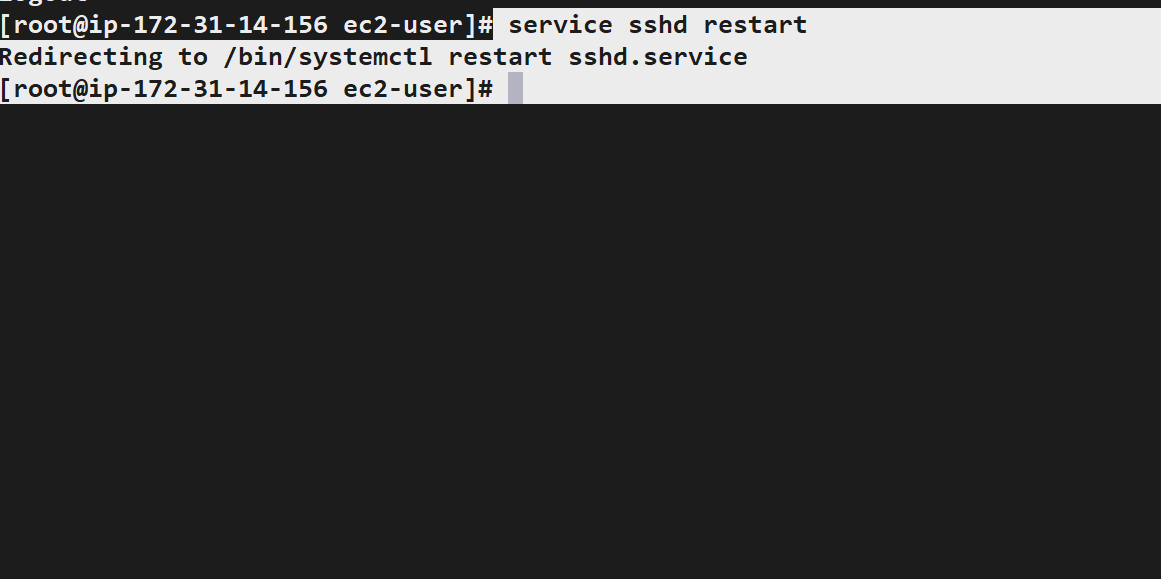 [root@ip-172-31-14-156 ec2-user]# service sshd restart
Redirecting to /bin/systemctl restart sshd.service
[root@ip-172-31-14-156 ec2-user]#